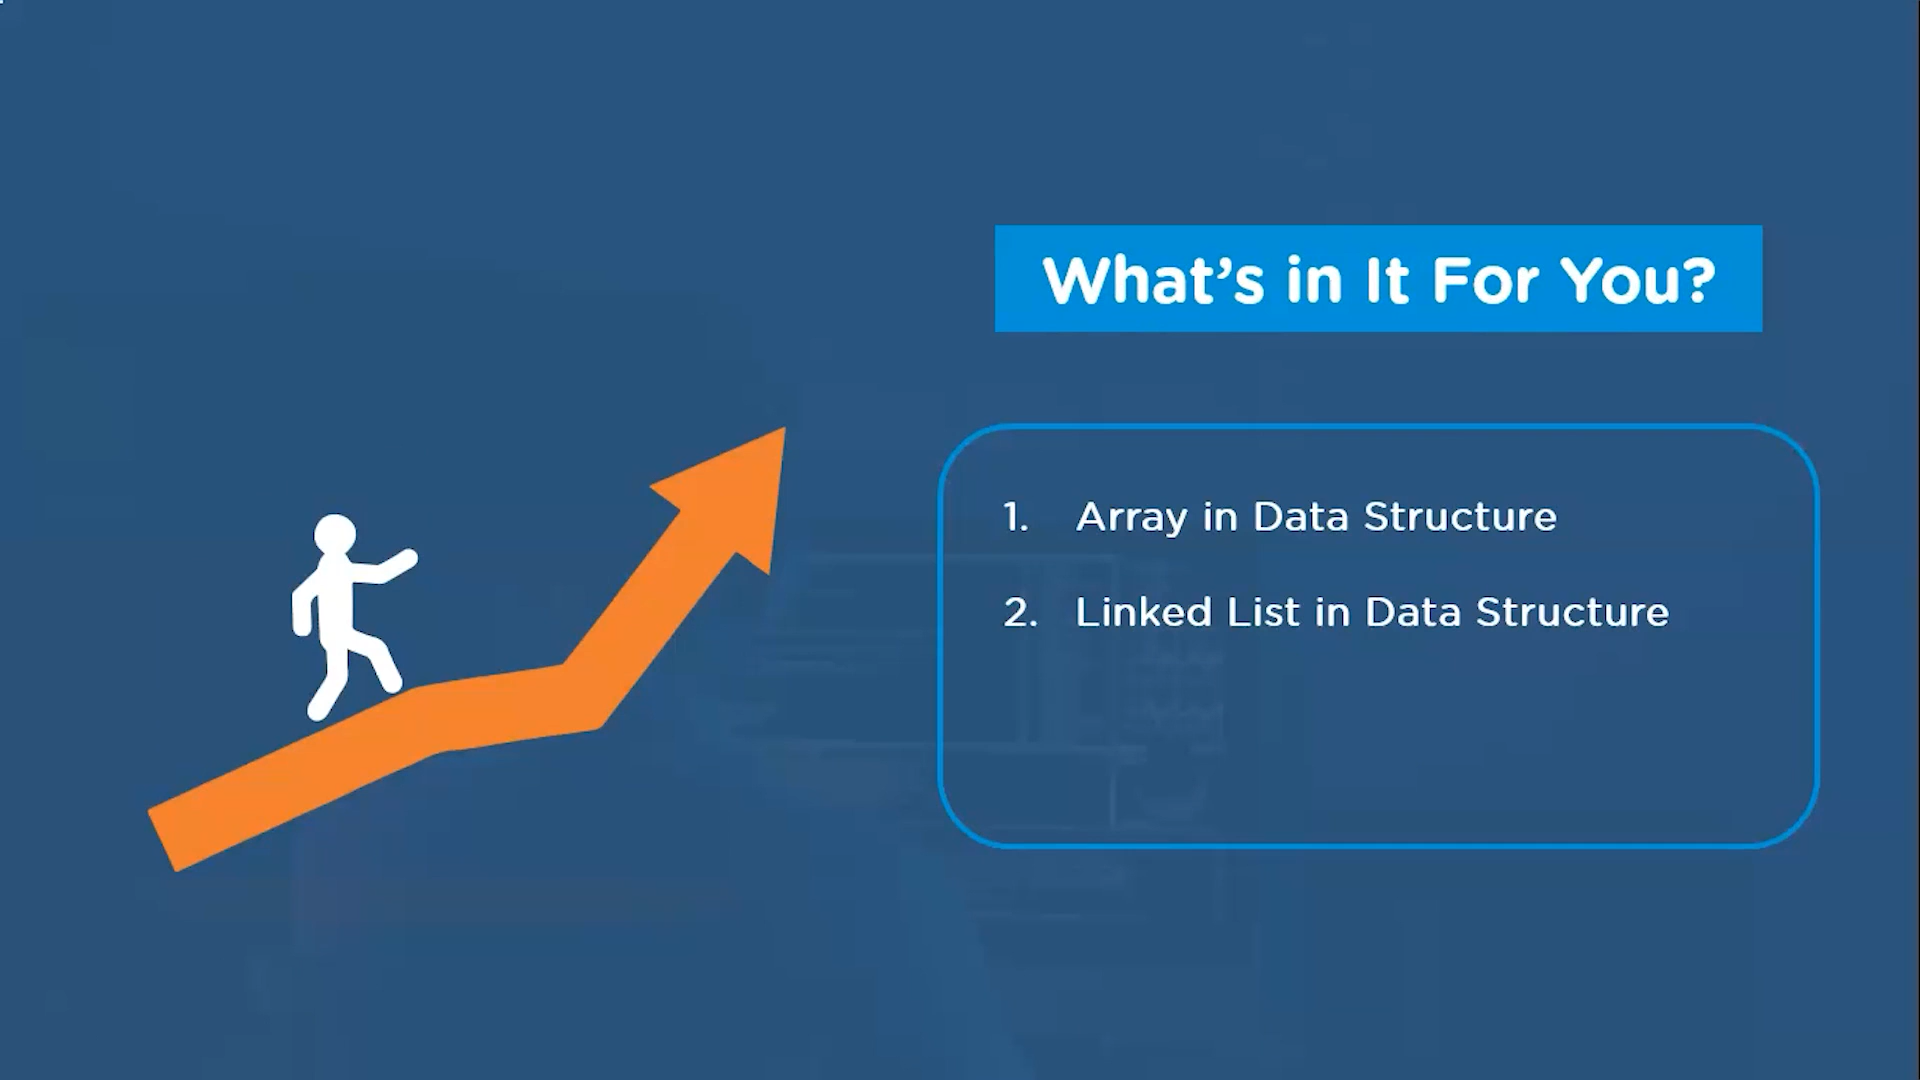 What’s in It For You?
1. Array in Data Structure
2. Linked List in Data Structure